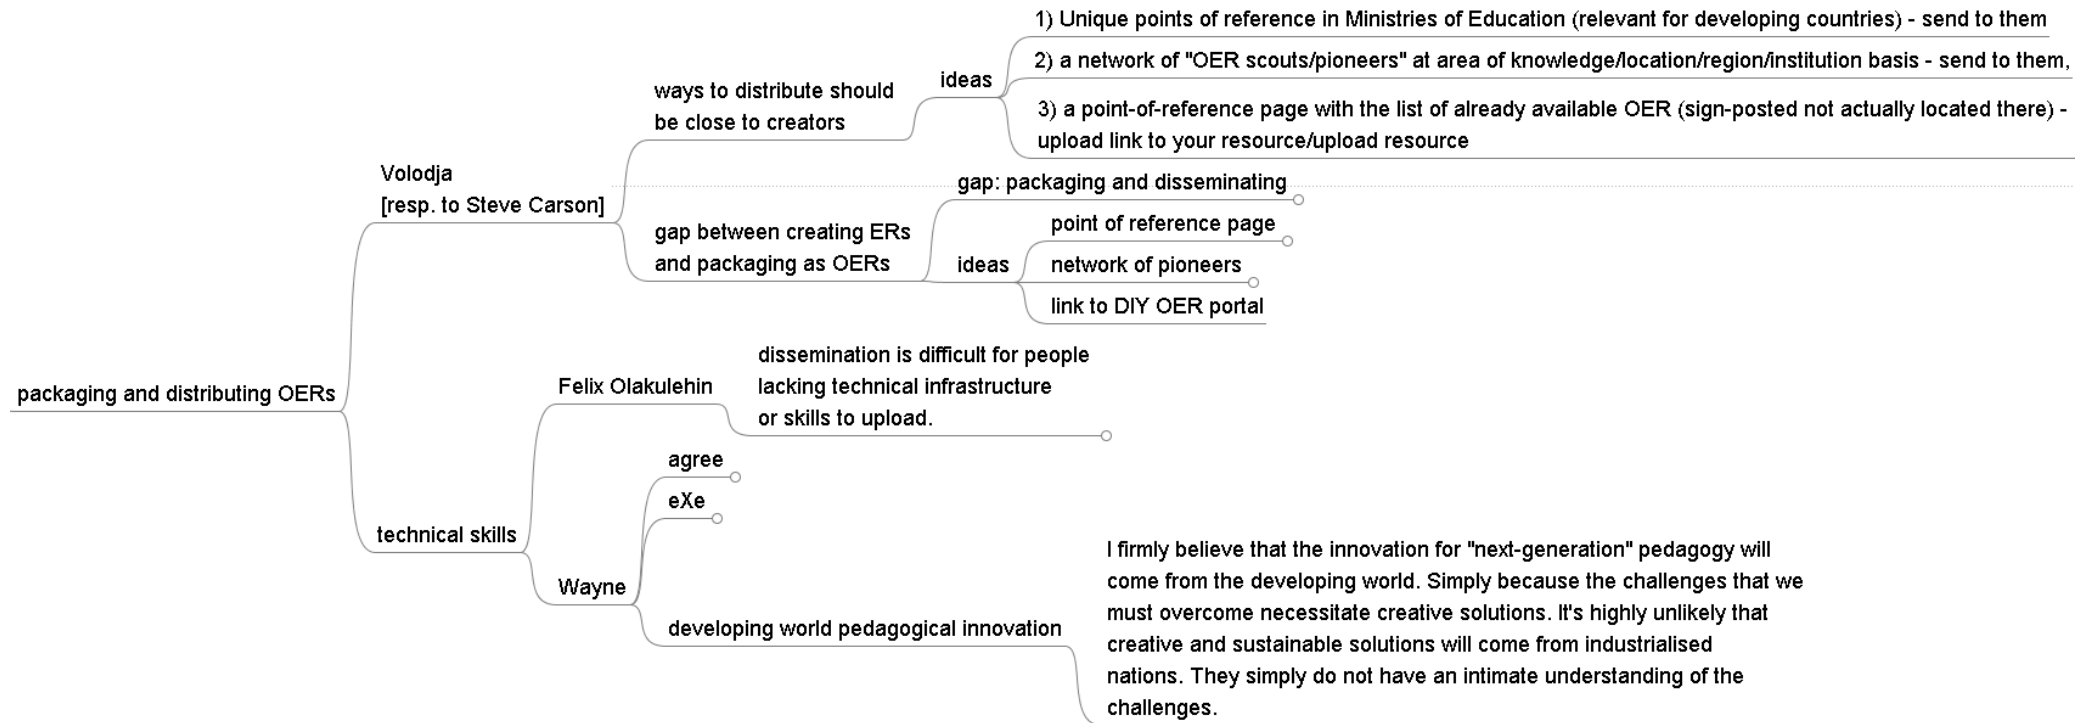 1) Unique points of reference in Ministries of Education (relevant for developing countries) - send to them
2) a network of "OER scouts/pioneers" at area of knowledge/location/region/institution basis - send to them,
ideas
ways to distribute should
be close to creators
3) a point-of-reference page with the list of already available OER (sign-posted not actually located there) -
upload link to your resource/upload resource
Volodja
[resp. to Steve Carson]
gap: packaging and disseminating
gap between creating ERs
and packaging as OERs
point of reference page
ideas
network of pioneers
link to DIY OER portal
packaging and distributing OERs
Felix Olakulehin
dissemination is difficult for people
lacking technical infrastructure
or skills to upload.
technical skills
agree
eXe
Wayne
developing world pedagogical innovation
I firmly believe that the innovation for "next-generation" pedagogy will
come from the developing world. Simply because the challenges that we
must overcome necessitate creative solutions. It's highly unlikely that
creative and sustainable solutions will come from industrialised
nations. They simply do not have an intimate understanding of the
challenges.